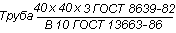 Труба 40 х 40 х 3 ГОСТ 8639-82
В 10 ГОСТ 13663-86